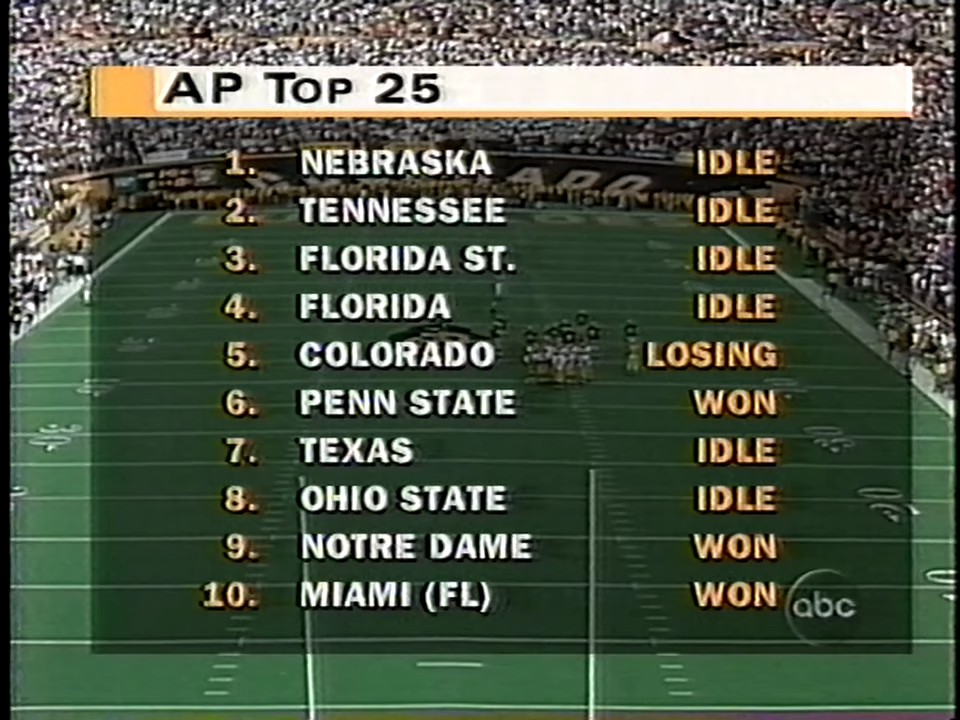 AP TOP 25
1. NEBRASKA IDLE
2. TENNESSEE IDLE
3. FLORIDA ST. IDLE
4. FLORIDA IDLE
5. COLORADO LOSING
6. PENN STATE WON
7. TEXAS IDLE
8. OHIO STATE IDLE
9. NOTRE DAME WON
10. MIAMI (FL) WON
abc